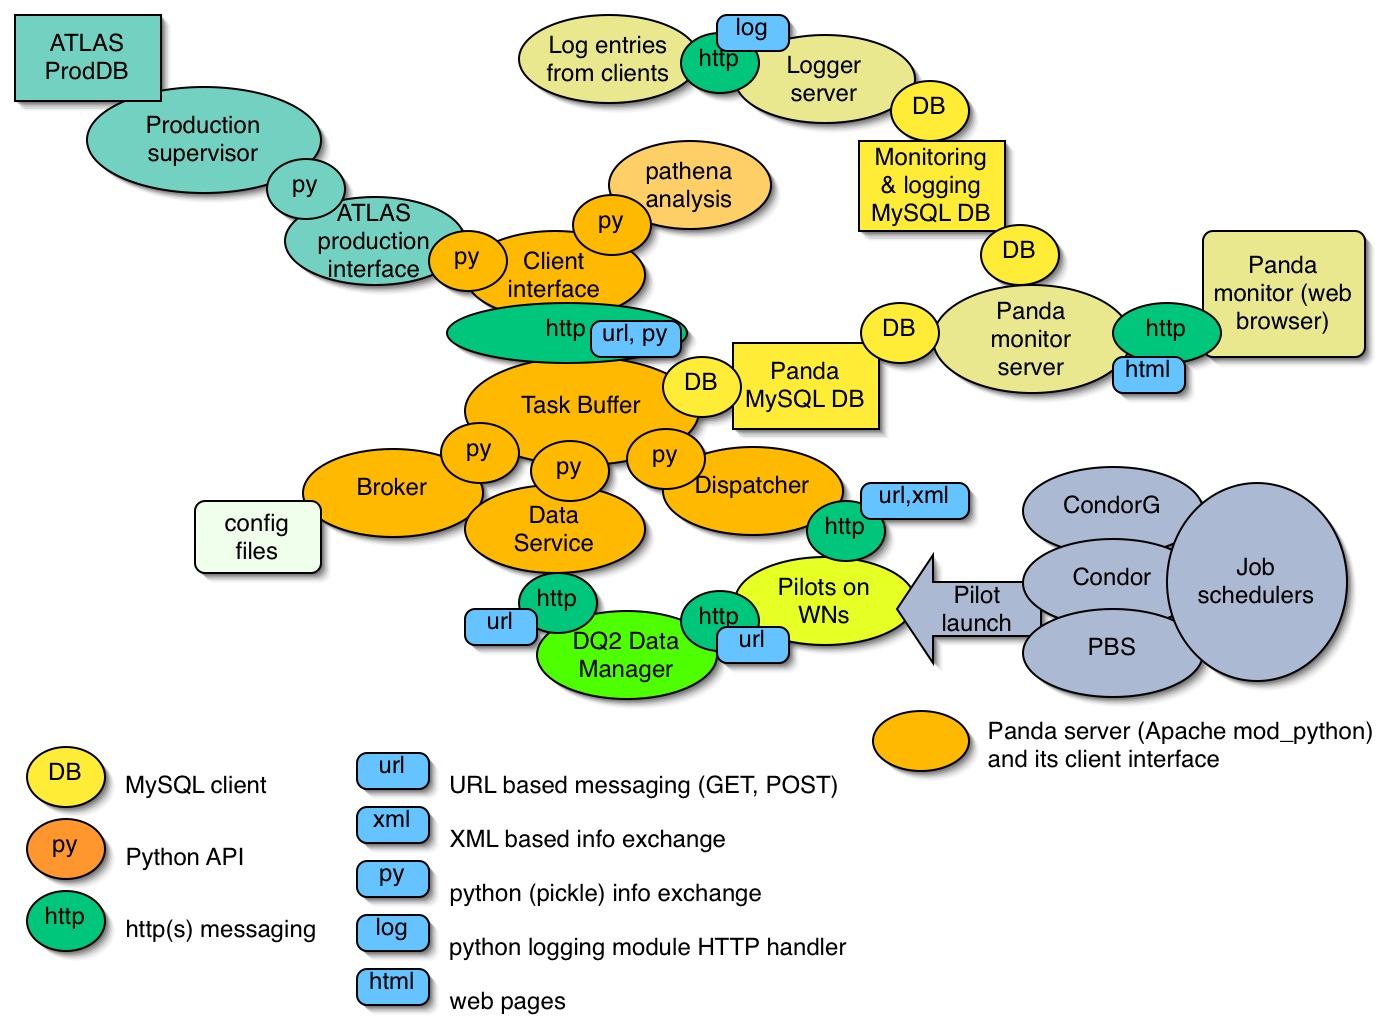 ATLAS
ProdDB
Production
supervisor
py
ATLAS
production
interface
py
Client
interface
py
pathena
analysis
Log entries
from clients
http
log
Logger
server
DB
Monitoring
& logging
MySQL DB
DB
Panda
monitor
server
DB
http
html
Panda
monitor (web
browser)
http
url, py
Task Buffer
DB
Panda
MySQL DB
py
py
py
Broker
config
files
Data
Service
Dispatcher
http
url,xml
Pilots on
WNs
http
url
http
url
DQ2 Data
Manager
Pilot
launch
CondorG
Condor
PBS
Job
schedulers
Panda server (Apache mod_python)
and its client interface
DB
MySQL client
py
Python API
http
http(s) messaging
url
URL based messaging (GET, POST)
xml
XML based info exchange
py
python (pickle) info exchange
log
python logging module HTTP handler
html
web pages